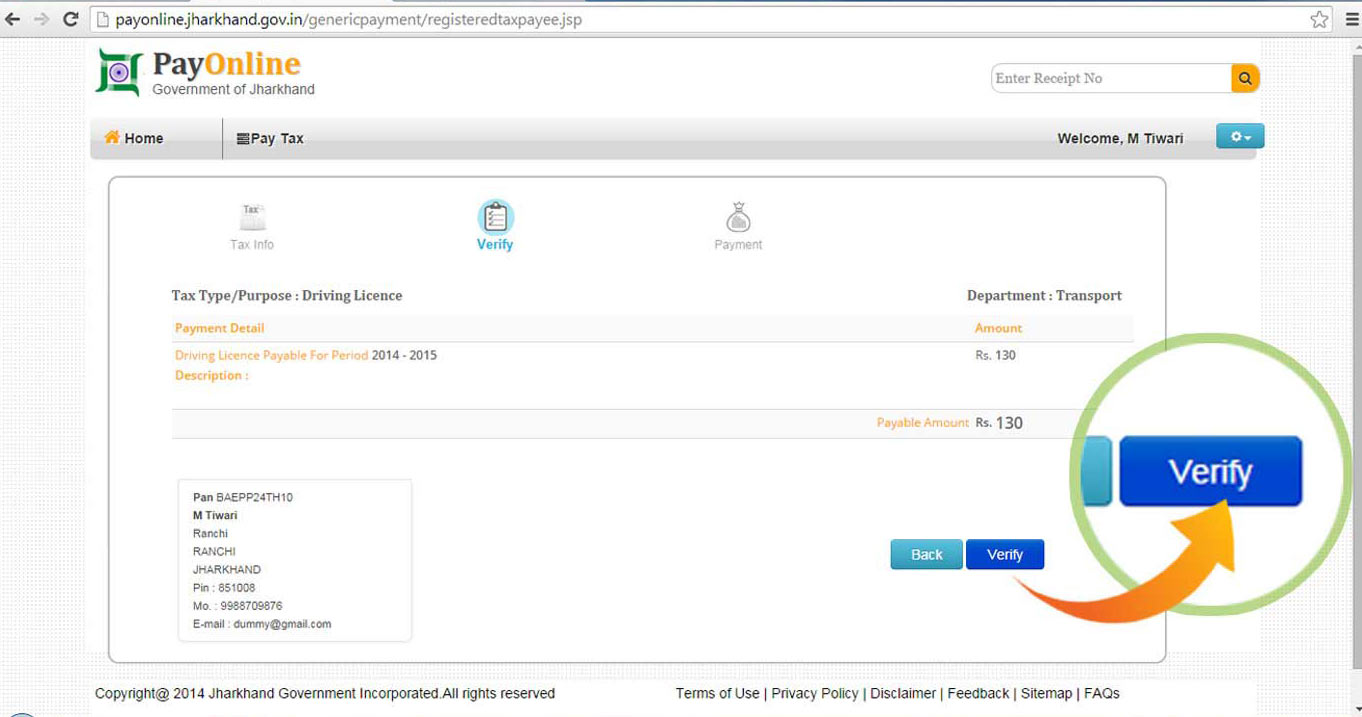 payonline.jharkhand.gov.in/genericpayment/registeredtaxpayee.jsp
PayOnline
Government of Jharkhand
Enter Receipt No
Home
Pay Tax
Welcome, M Tiwari
Tax
Tax Info
Verify
Payment
Tax Type/Purpose : Driving Licence
Department : Transport
Payment Detail
Amount
Driving Licence Payable For Period 2014 - 2015
Rs. 130
Description :
Payable Amount Rs. 130
Verify
Pan BAEPP24TH10
M Tiwari
Ranchi
RANCHI
JHARKHAND
Pin : 851008
Mo. : 9988709876
E-mail : dummy@gmail.com
Back
Verify
Copyright@ 2014 Jharkhand Government Incorporated.All rights reserved
Terms of Use | Privacy Policy | Disclaimer | Feedback | Sitemap | FAQs